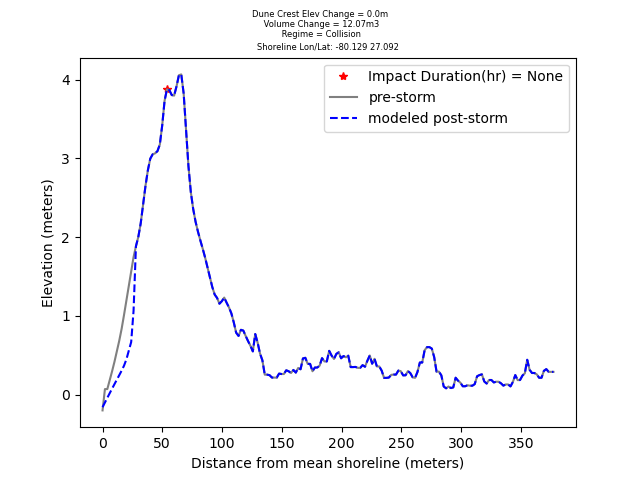 Dune Crest Elev Change = 0.0m
Volume Change = 12.07m3
Regime = Collision
Shoreline Lon/Lat: -80.129 27.092
Impact Duration(hr) = None
pre-storm
modeled post-storm
Elevation (meters)
4
3
2
1
0
0 50 100 150 200 250 300 350
Distance from mean shoreline (meters)